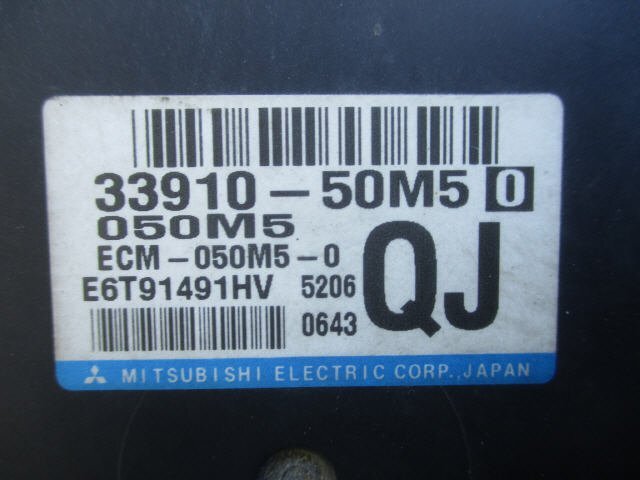 33910-50M5 0
050M5
ECM-050M5-0
E6T91491HV 5206
0643
QJ
MITSUBISHI ELECTRIC CORP., JAPAN